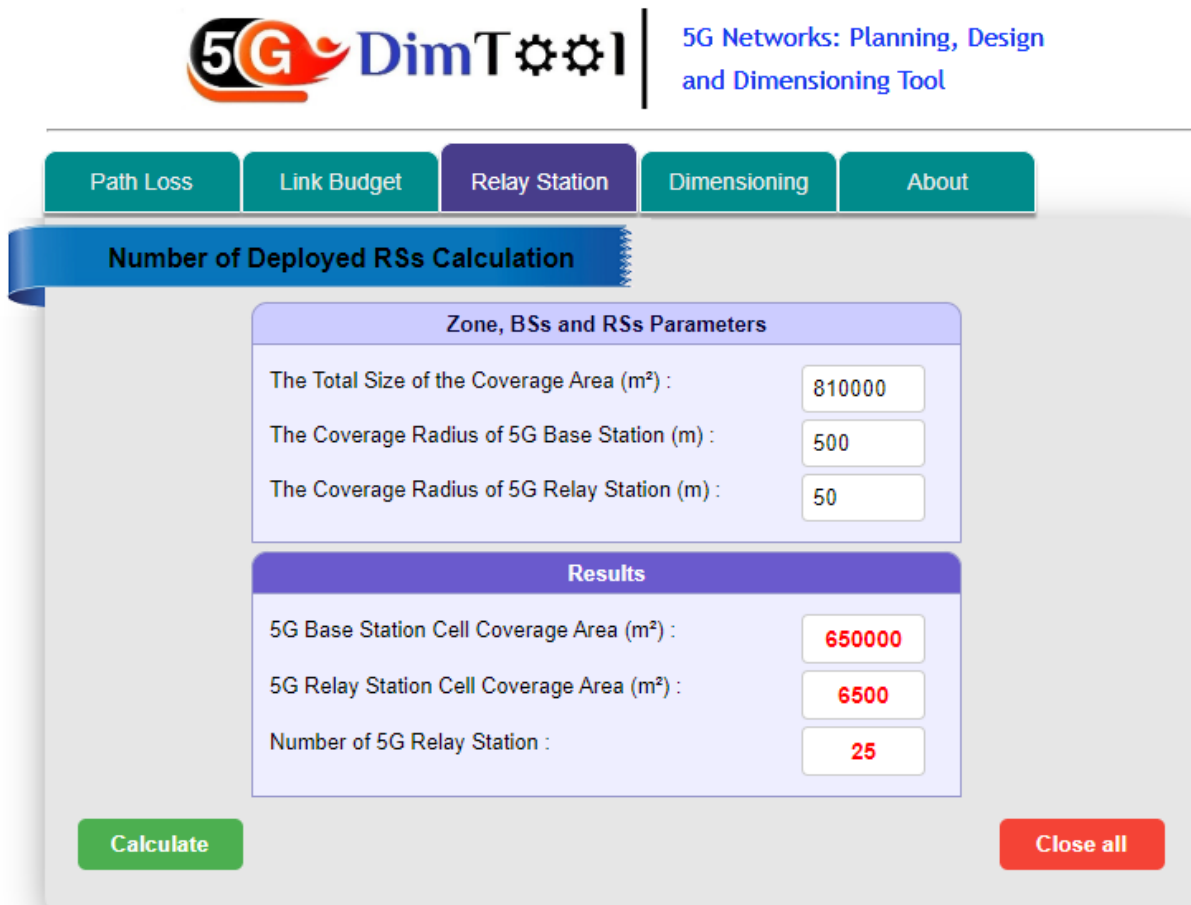 5G DimTool
5G Networks: Planning, Design
and Dimensioning Tool
Path Loss
Link Budget
Relay Station
Dimensioning
About
Number of Deployed RSs Calculation
Zone, BSs and RSs Parameters
The Total Size of the Coverage Area (m²) : 810000
The Coverage Radius of 5G Base Station (m) : 500
The Coverage Radius of 5G Relay Station (m) : 50
Results
5G Base Station Cell Coverage Area (m²) : 650000
5G Relay Station Cell Coverage Area (m²) : 6500
Number of 5G Relay Station : 25
Calculate
Close all